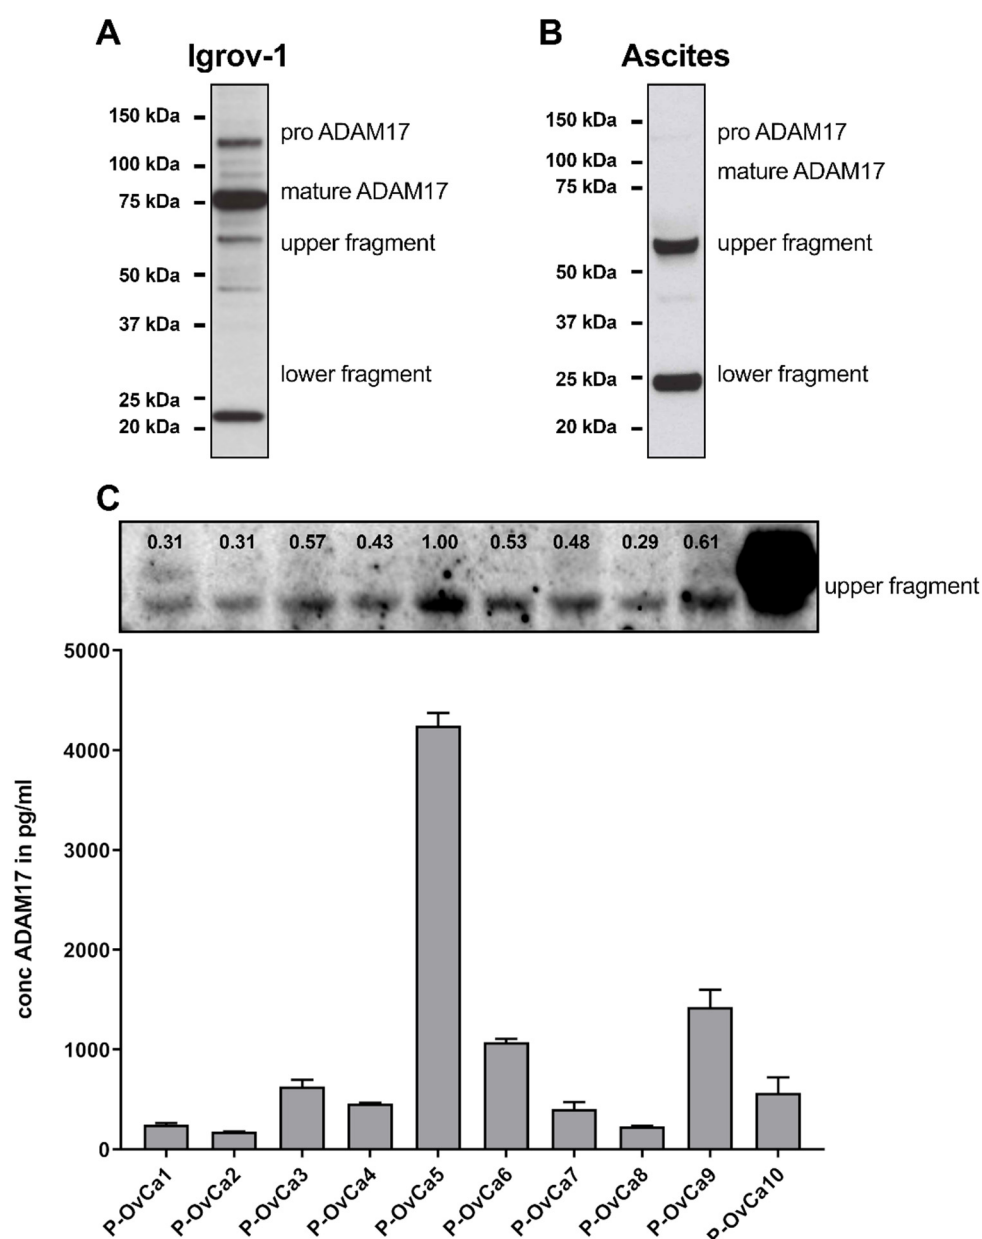 A
Igrov-1
150 kDa
100 kDa
75 kDa
50 kDa
37 kDa
25 kDa
20 kDa
pro ADAM17
mature ADAM17
upper fragment
lower fragment
B
Ascites
150 kDa
100 kDa
75 kDa
50 kDa
37 kDa
25 kDa
20 kDa
pro ADAM17
mature ADAM17
upper fragment
lower fragment
C
0.31 0.31 0.57 0.43 1.00 0.53 0.48 0.29 0.61
upper fragment
conc ADAM17 in pg/ml
5000
4000
3000
2000
1000
0
P-OvCa1 P-OvCa2 P-OvCa3 P-OvCa4 P-OvCa5 P-OvCa6 P-OvCa7 P-OvCa8 P-OvCa9 P-OvCa10